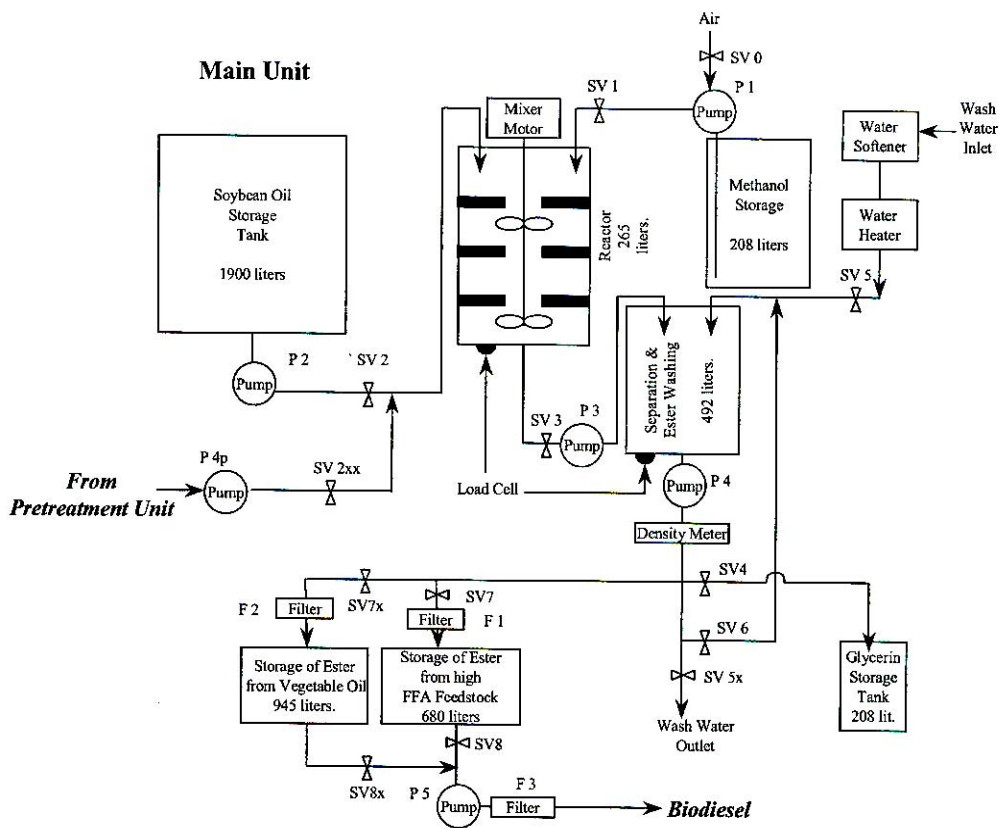 Main Unit
Air
SV 0
P 1
Pump
SV 1
Mixer
Motor
Wash
Water
Inlet
Water
Softener
Soybean Oil
Storage
Tank
1900 liters
Reactor
265
liters.
Methanol
Storage
208 liters
Water
Heater
SV 5
P 2
SV 2
Pump
Separation &
Ester Washing
492 liters.
SV 3
P 3
Pump
P 4p
SV 2xx
Pump
From
Pretreatment Unit
Load Cell
P 4
Pump
Density Meter
SV4
SV7x
SV7
F 2
Filter
Filter
F 1
SV 6
Storage of Ester
from Vegetable Oil
945 liters.
Storage of Ester
from high
FFA Feedstock
680 liters
SV 5x
Glycerin
Storage
Tank
208 lit.
Wash Water
Outlet
SV8
SV8x
P 5
Pump
F 3
Filter
Biodiesel